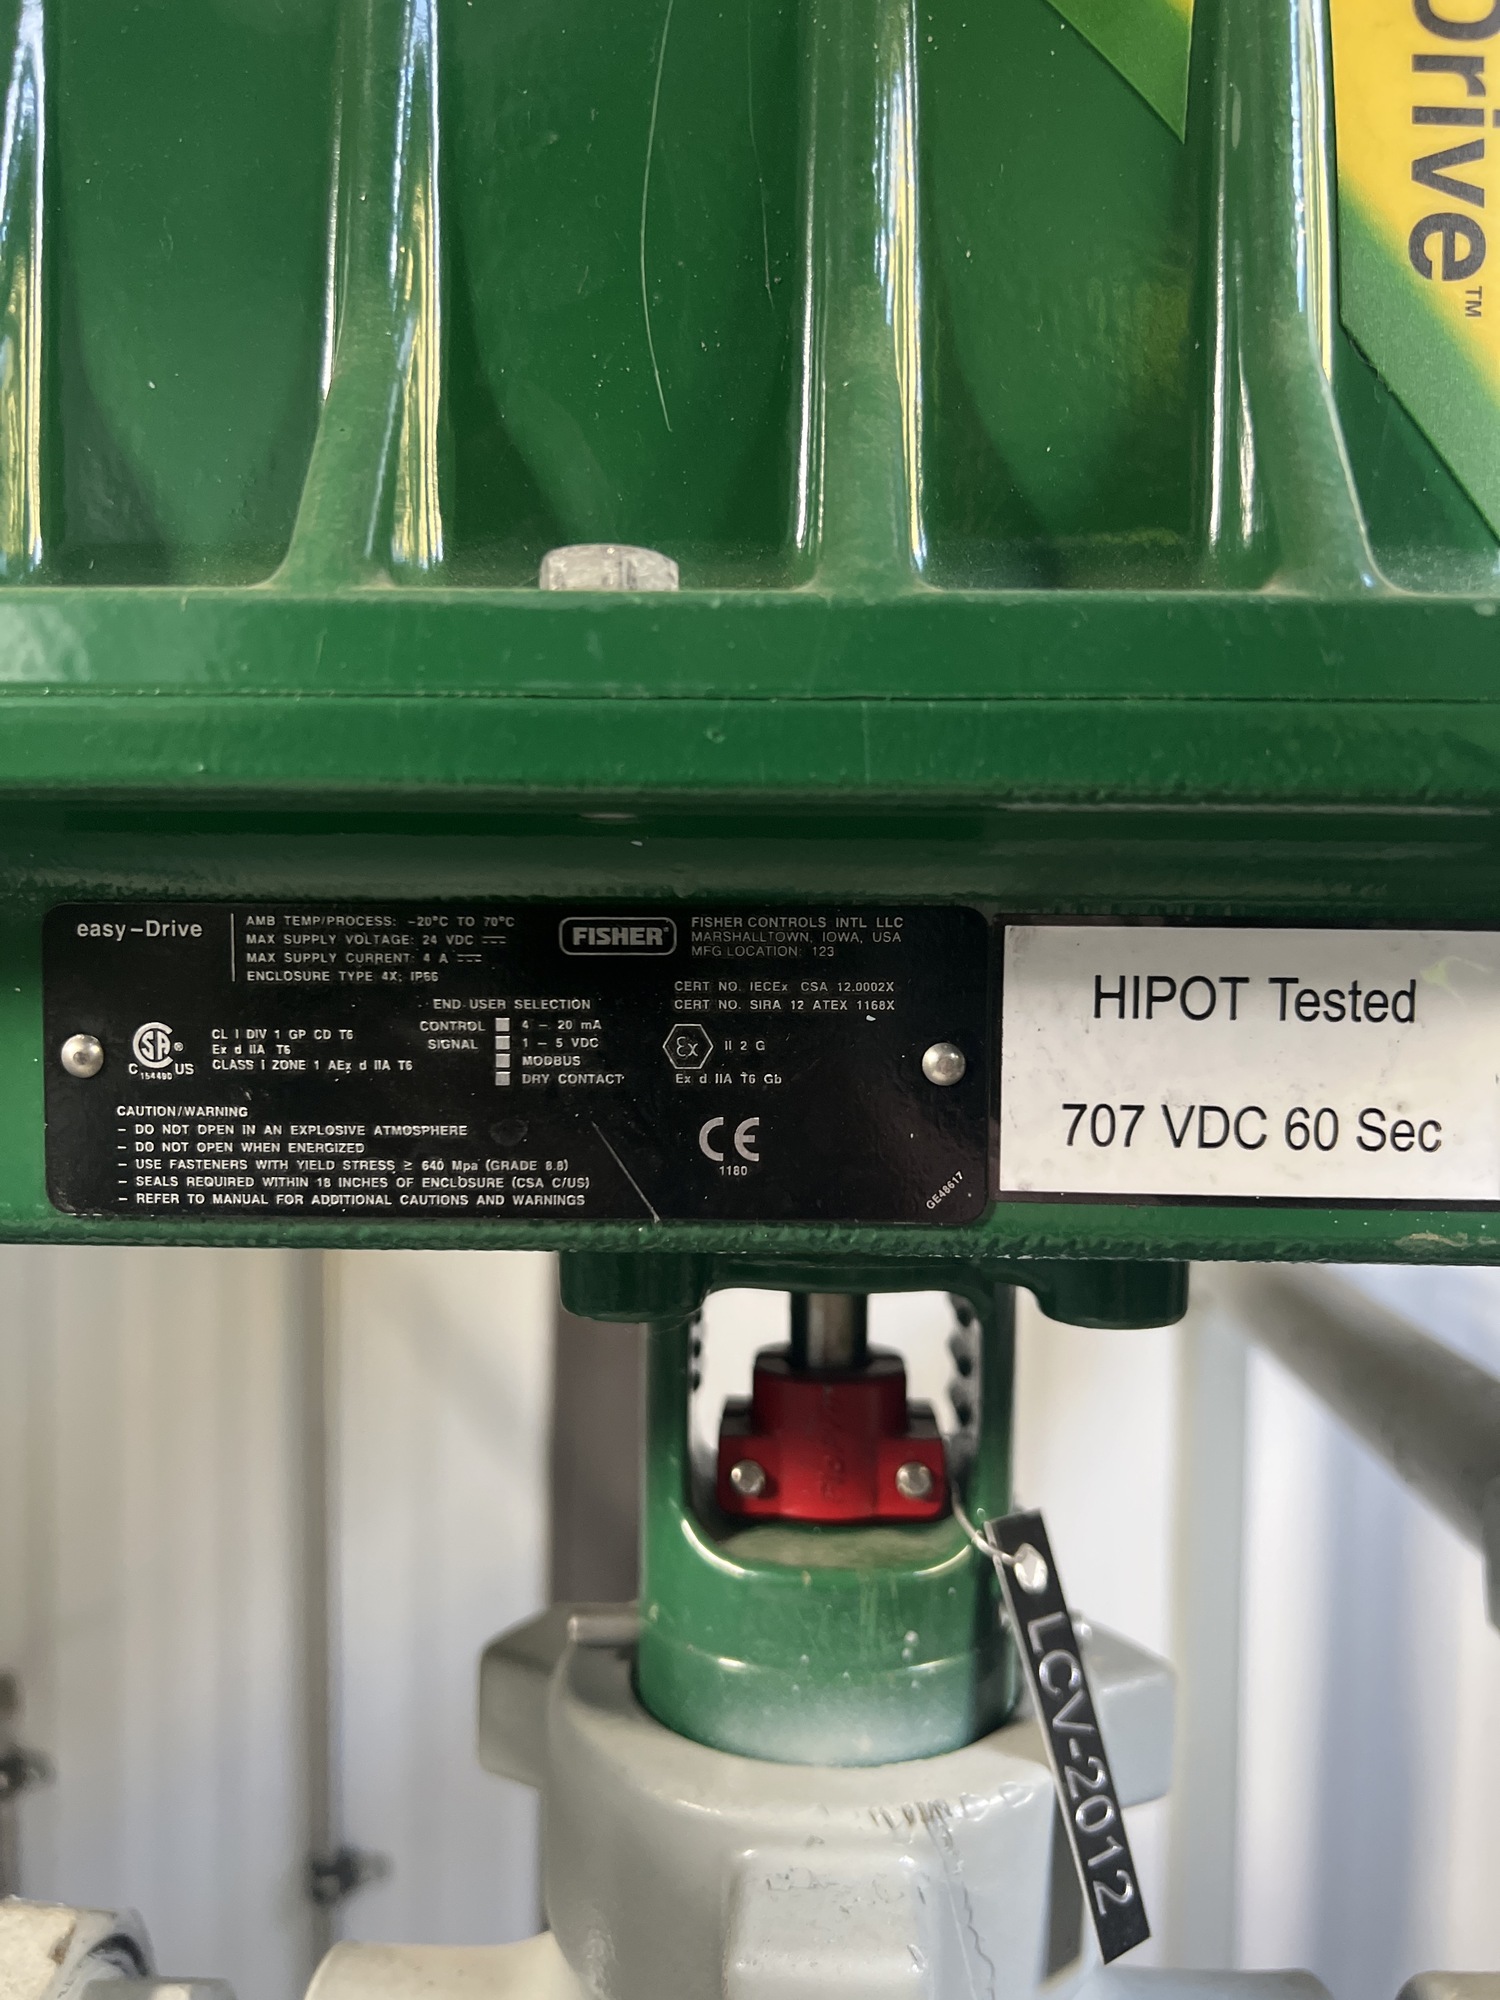 Drive™
easy-Drive
AMB TEMP/PROCESS: -20°C TO 70°C
MAX SUPPLY VOLTAGE: 24 VDC
MAX SUPPLY CURRENT: 4 A
ENCLOSURE TYPE 4X; IP66
FISHER®
FISHER CONTROLS INTL LLC
MARSHALLTOWN, IOWA, USA
MFG LOCATION: 123
CERT NO. IECEx CSA 12.0002X
CERT NO. SIRA 12 ATEX 1168X
END USER SELECTION
CONTROL SIGNAL
4 - 20 mA
1 - 5 VDC
MODBUS
DRY CONTACT
SA®
C US
154490
CL I DIV 1 GP CD T6
Ex d IIA T6
CLASS I ZONE 1 AEx d IIA T6
Ex II 2 G
Ex d IIA T6 Gb
CE
1180
CAUTION/WARNING
- DO NOT OPEN IN AN EXPLOSIVE ATMOSPHERE
- DO NOT OPEN WHEN ENERGIZED
- USE FASTENERS WITH YIELD STRESS ≥ 640 Mpa (GRADE 8.8)
- SEALS REQUIRED WITHIN 18 INCHES OF ENCLOSURE (CSA C/US)
- REFER TO MANUAL FOR ADDITIONAL CAUTIONS AND WARNINGS
GE48617
HIPOT Tested
707 VDC 60 Sec
LCV-2012